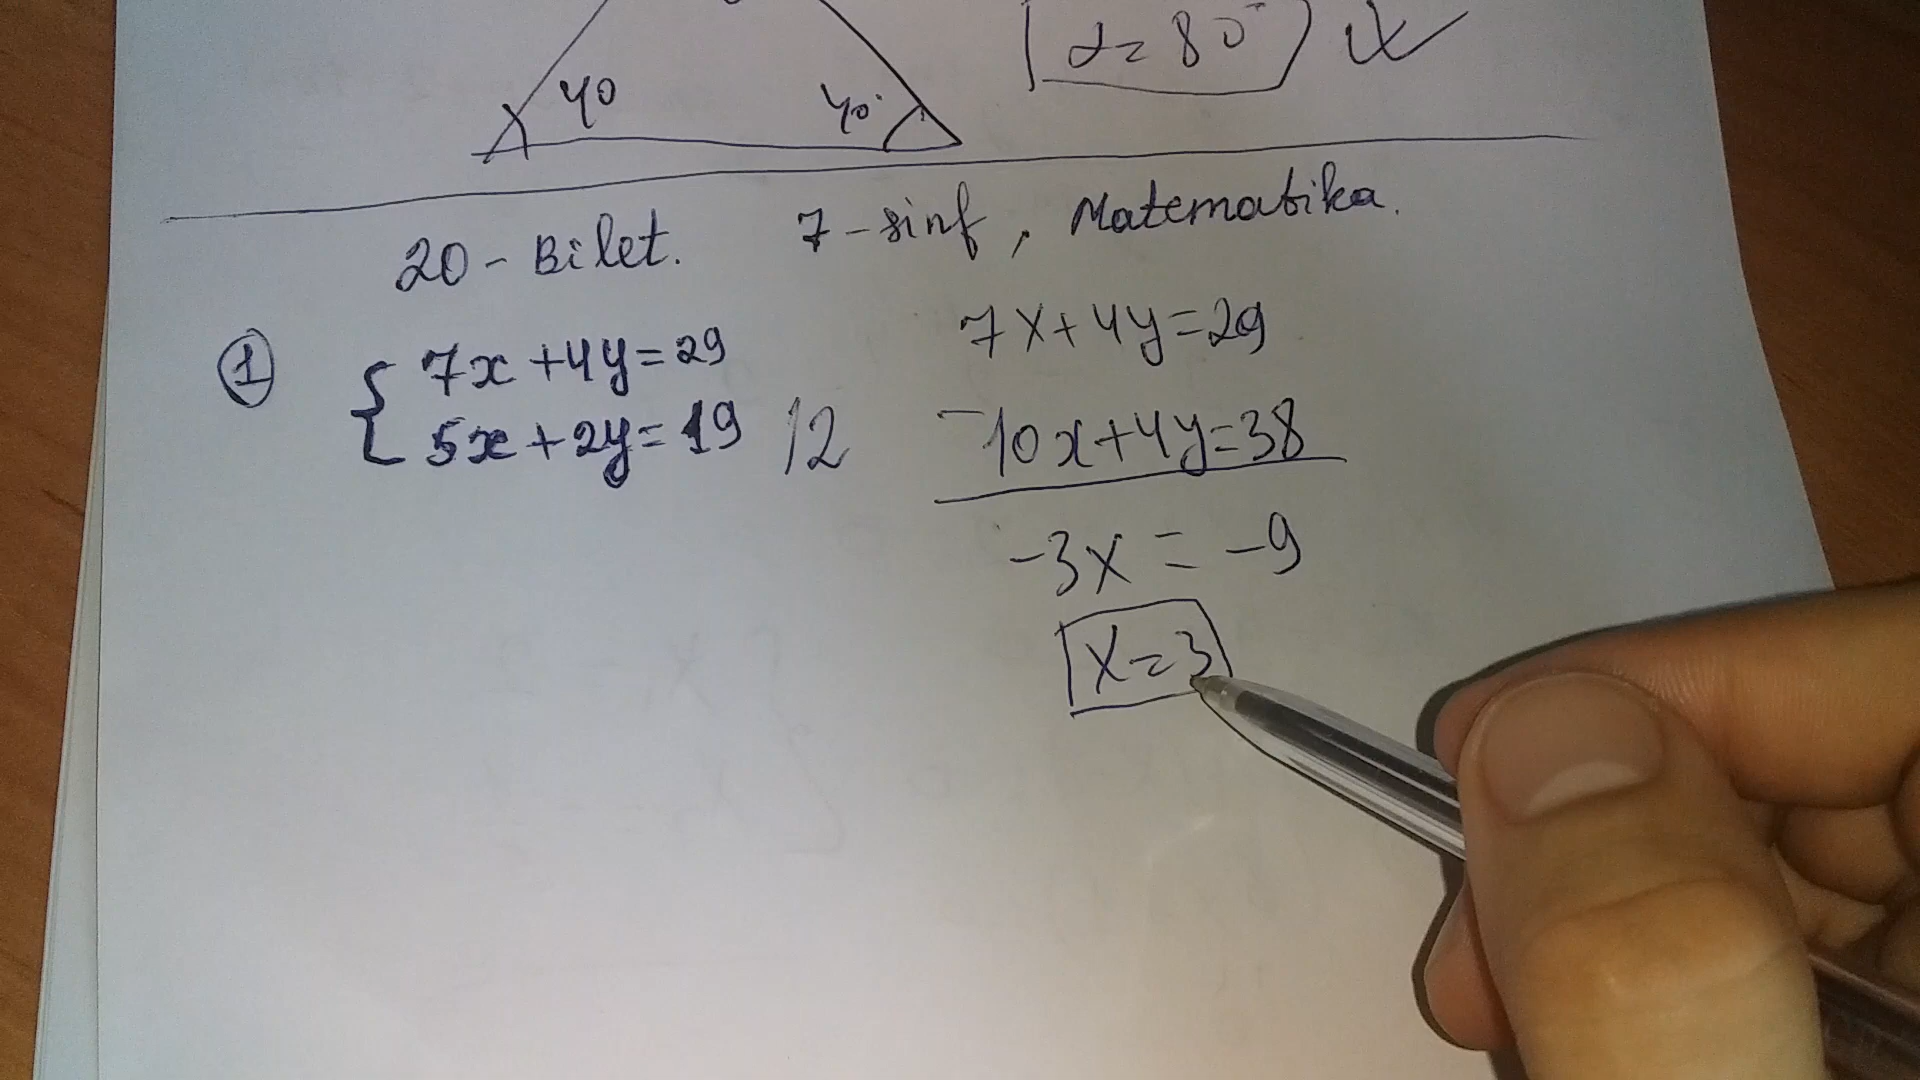 40 40° α=80°
20-Bilet. 7-sinf, Matematika.
① { 7x+4y=29
5x+2y=19 /2
7x+4y=29
- 10x+4y=38
-3x = -9
x=3